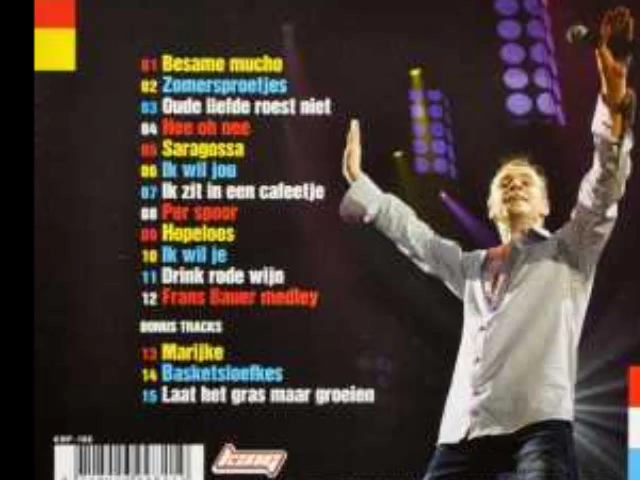 01 Besame mucho
02 Zomersproetjes
03 Oude liefde roest niet
04 Nee oh nee
05 Saragossa
06 Ik wil jou
07 Ik zit in een cafeetje
08 Per spoor
09 Hopeloos
10 Ik wil je
11 Drink rode wijn
12 Frans Bauer medley
BONUS TRACKS
13 Marijke
14 Basketsloefkes
15 Laat het gras maar groeien